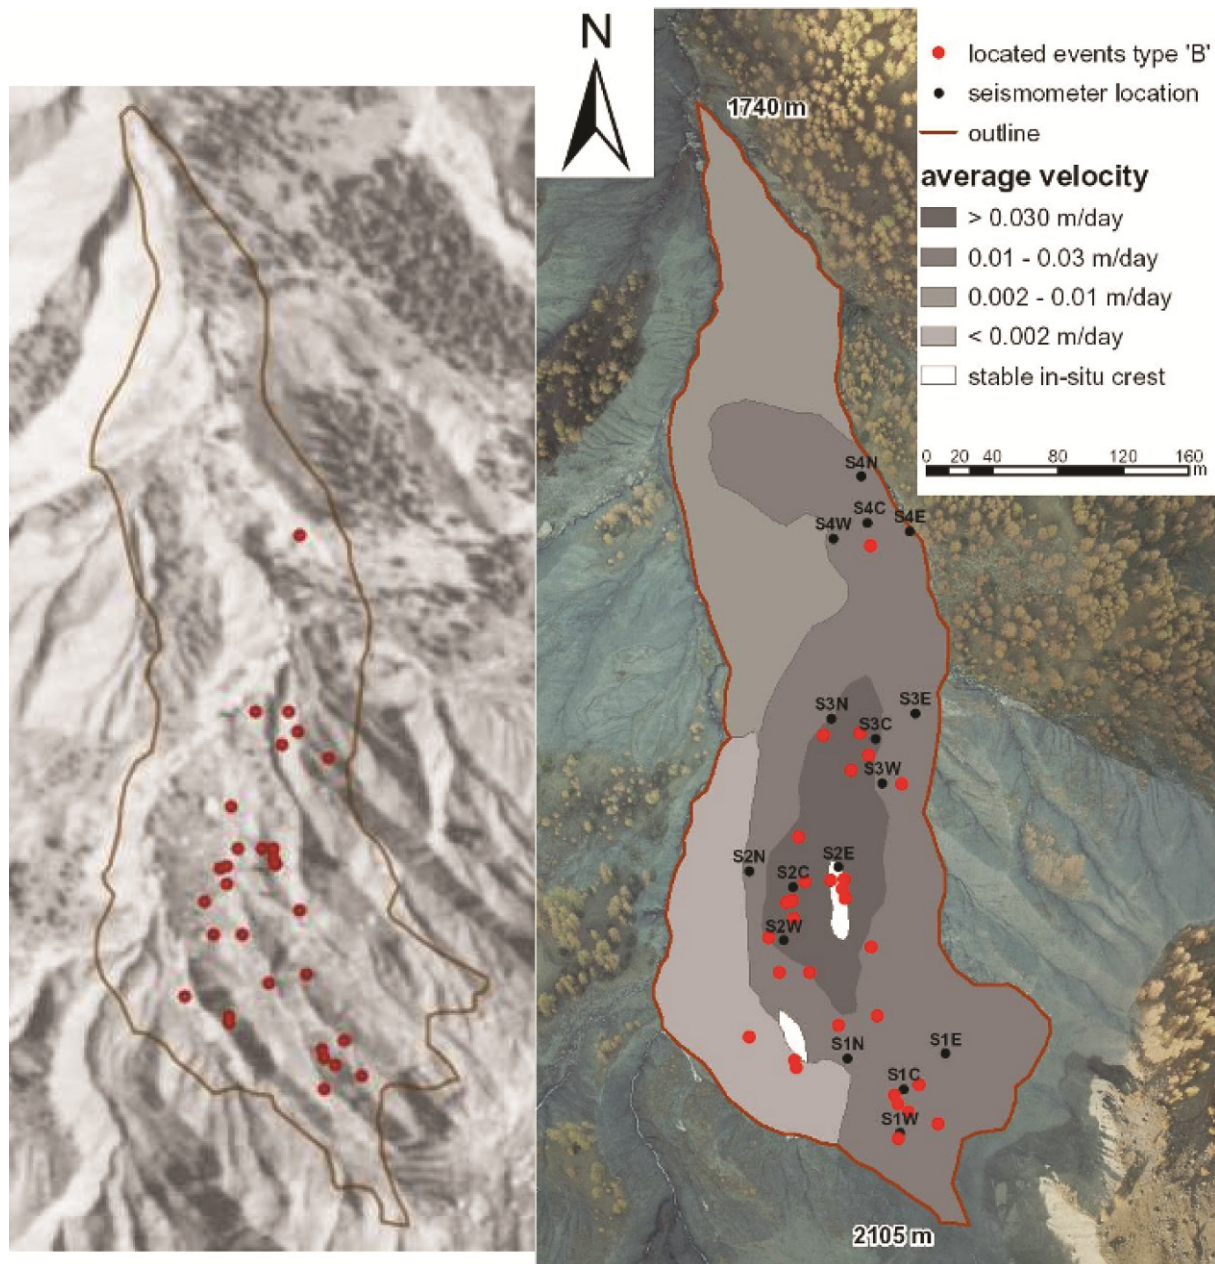 N
1740 m
located events type 'B'
seismometer location
outline
average velocity
> 0.030 m/day
0.01 - 0.03 m/day
0.002 - 0.01 m/day
< 0.002 m/day
stable in-situ crest
0 20 40 80 120 160
m
S4N
S4C
S4E
S4W
S3N
S3E
S3C
S3W
S2N
S2E
S2C
S2W
S1N
S1E
S1C
S1W
2105 m